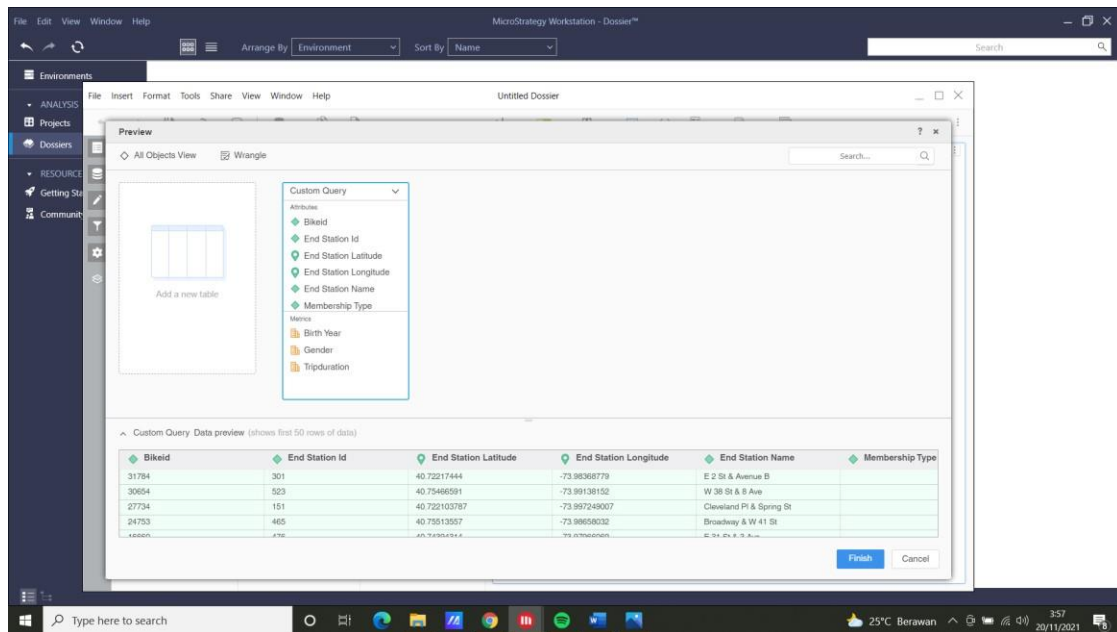 File Edit View Window Help
MicroStrategy Workstation - Dossier™
Arrange By Environment Sort By Name
Search
Environments
ANALYSIS
Projects
Dossiers
RESOURCE
Getting Sta
Communit
File Insert Format Tools Share View Window Help
Untitled Dossier
Preview
? ×
All Objects View Wrangle
Search...
Add a new table
Custom Query
Attributes
Bikeid
End Station Id
End Station Latitude
End Station Longitude
End Station Name
Membership Type
Metrics
Birth Year
Gender
Tripduration
Custom Query Data preview (shows first 50 rows of data)
Bikeid End Station Id End Station Latitude End Station Longitude End Station Name Membership Type
31784 301 40.72217444 -73.98368779 E 2 St & Avenue B
30654 523 40.75466591 -73.99138152 W 38 St & 8 Ave
27734 151 40.722103787 -73.997249007 Cleveland Pl & Spring St
24753 465 40.75513557 -73.98658032 Broadway & W 41 St
Finish Cancel
Type here to search
25°C Berawan
3:57
20/11/2021